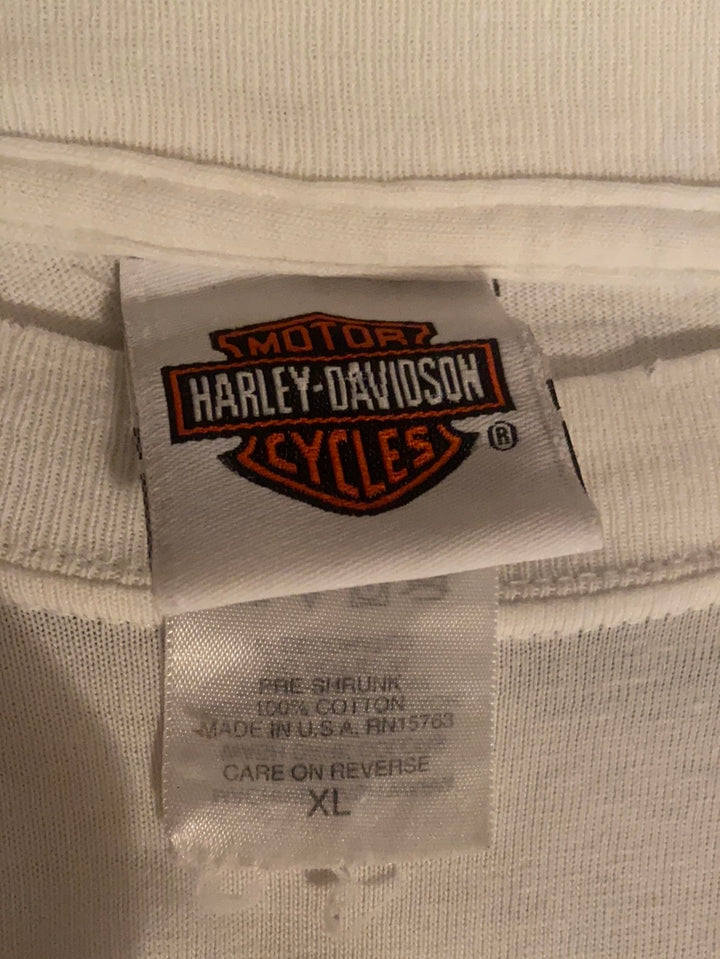 MOTOR
HARLEY-DAVIDSON
CYCLES
®
PRE SHRUNK
100% COTTON
MADE IN U.S.A. RN15763
CARE ON REVERSE
XL